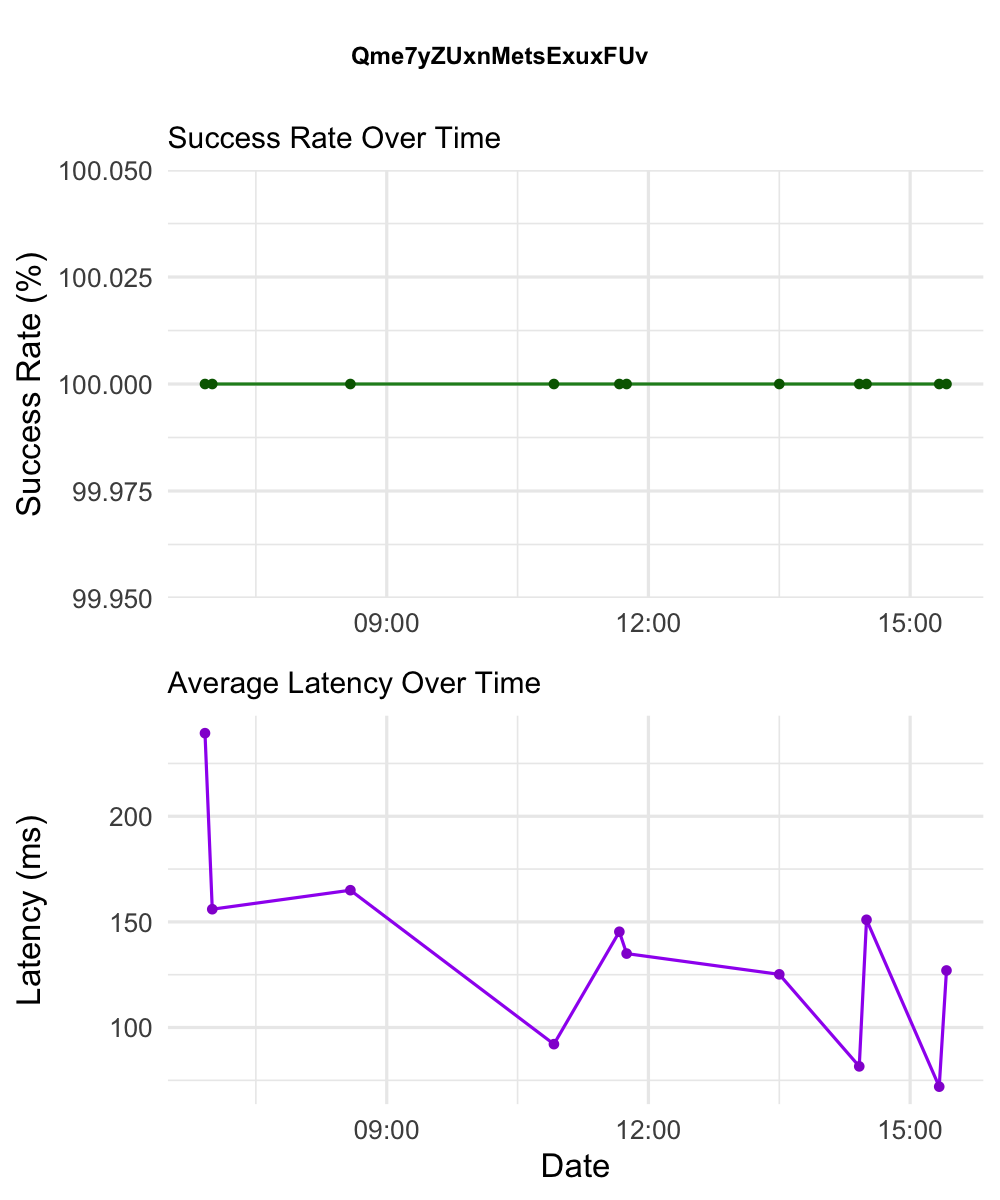 Qme7yZUxnMetsExuxFUv
Success Rate Over Time
100.050
100.025
100.000
99.975
99.950
Success Rate (%)
09:00 12:00 15:00
Average Latency Over Time
200
150
100
Latency (ms)
09:00 12:00 15:00
Date